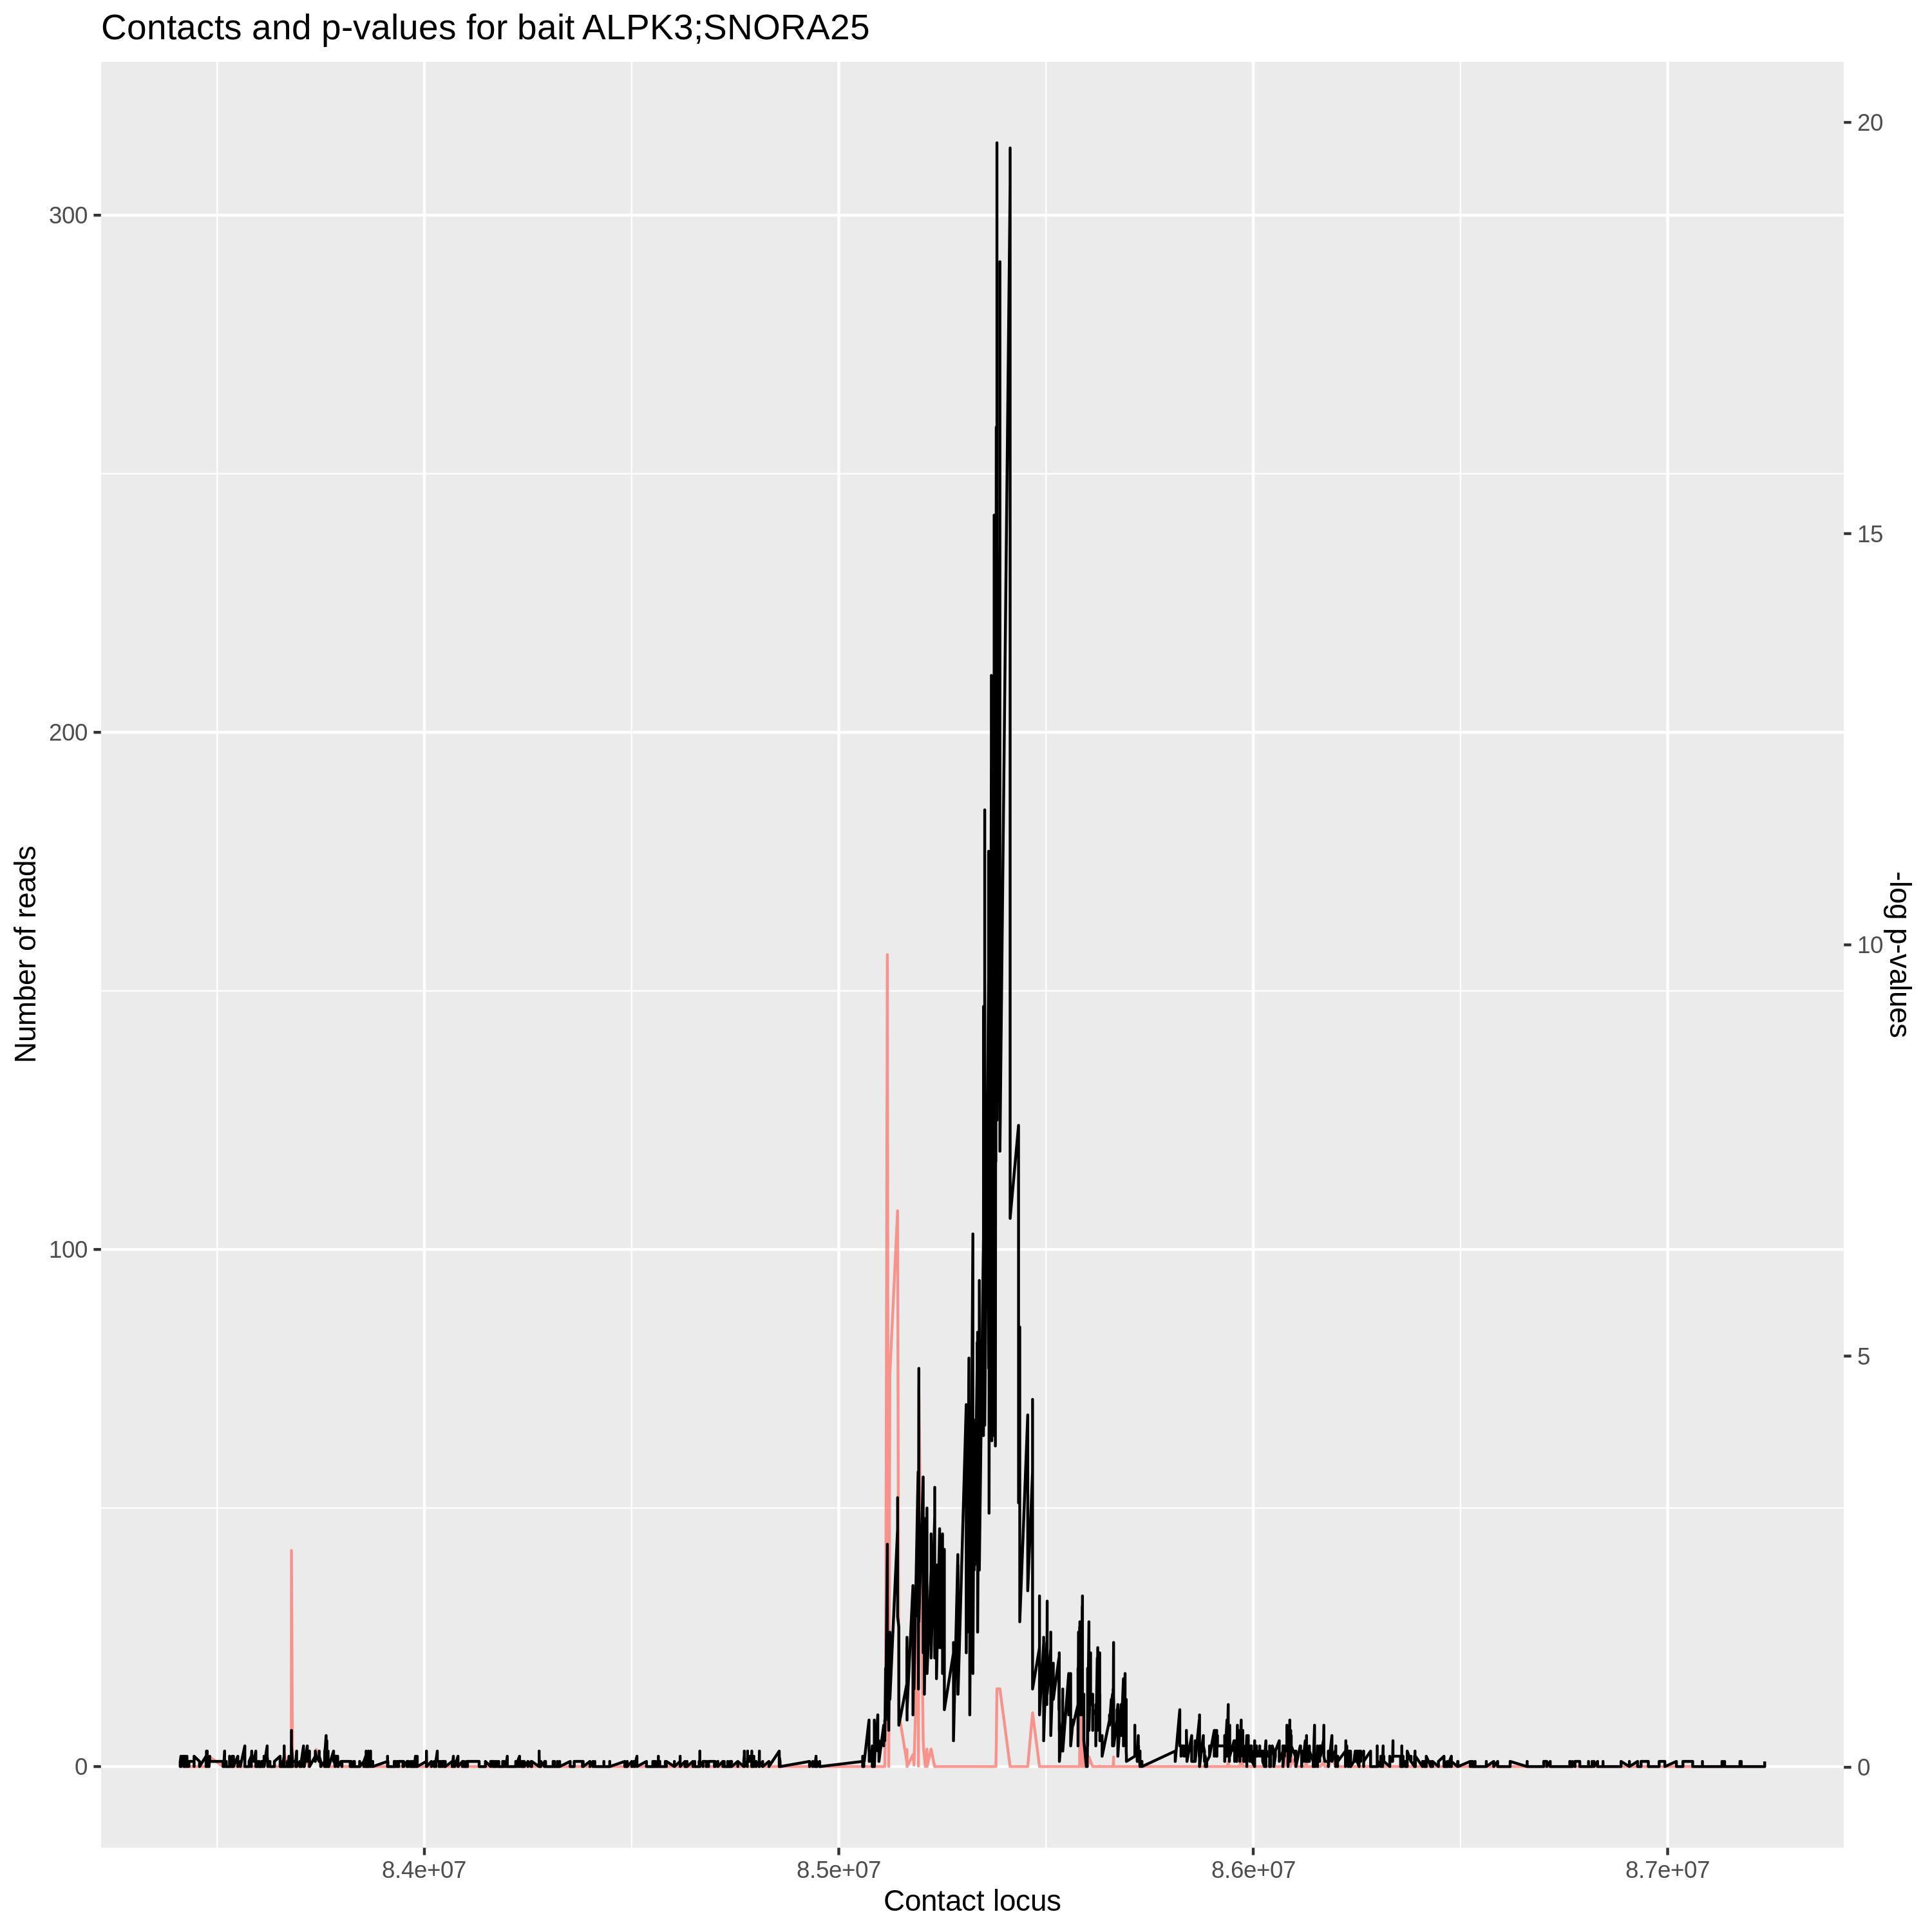 Contacts and p-values for bait ALPK3;SNORA25
300
200
100
0
Number of reads
20
15
10
5
0
-log p-values
8.4e+07
8.5e+07
8.6e+07
8.7e+07
Contact locus